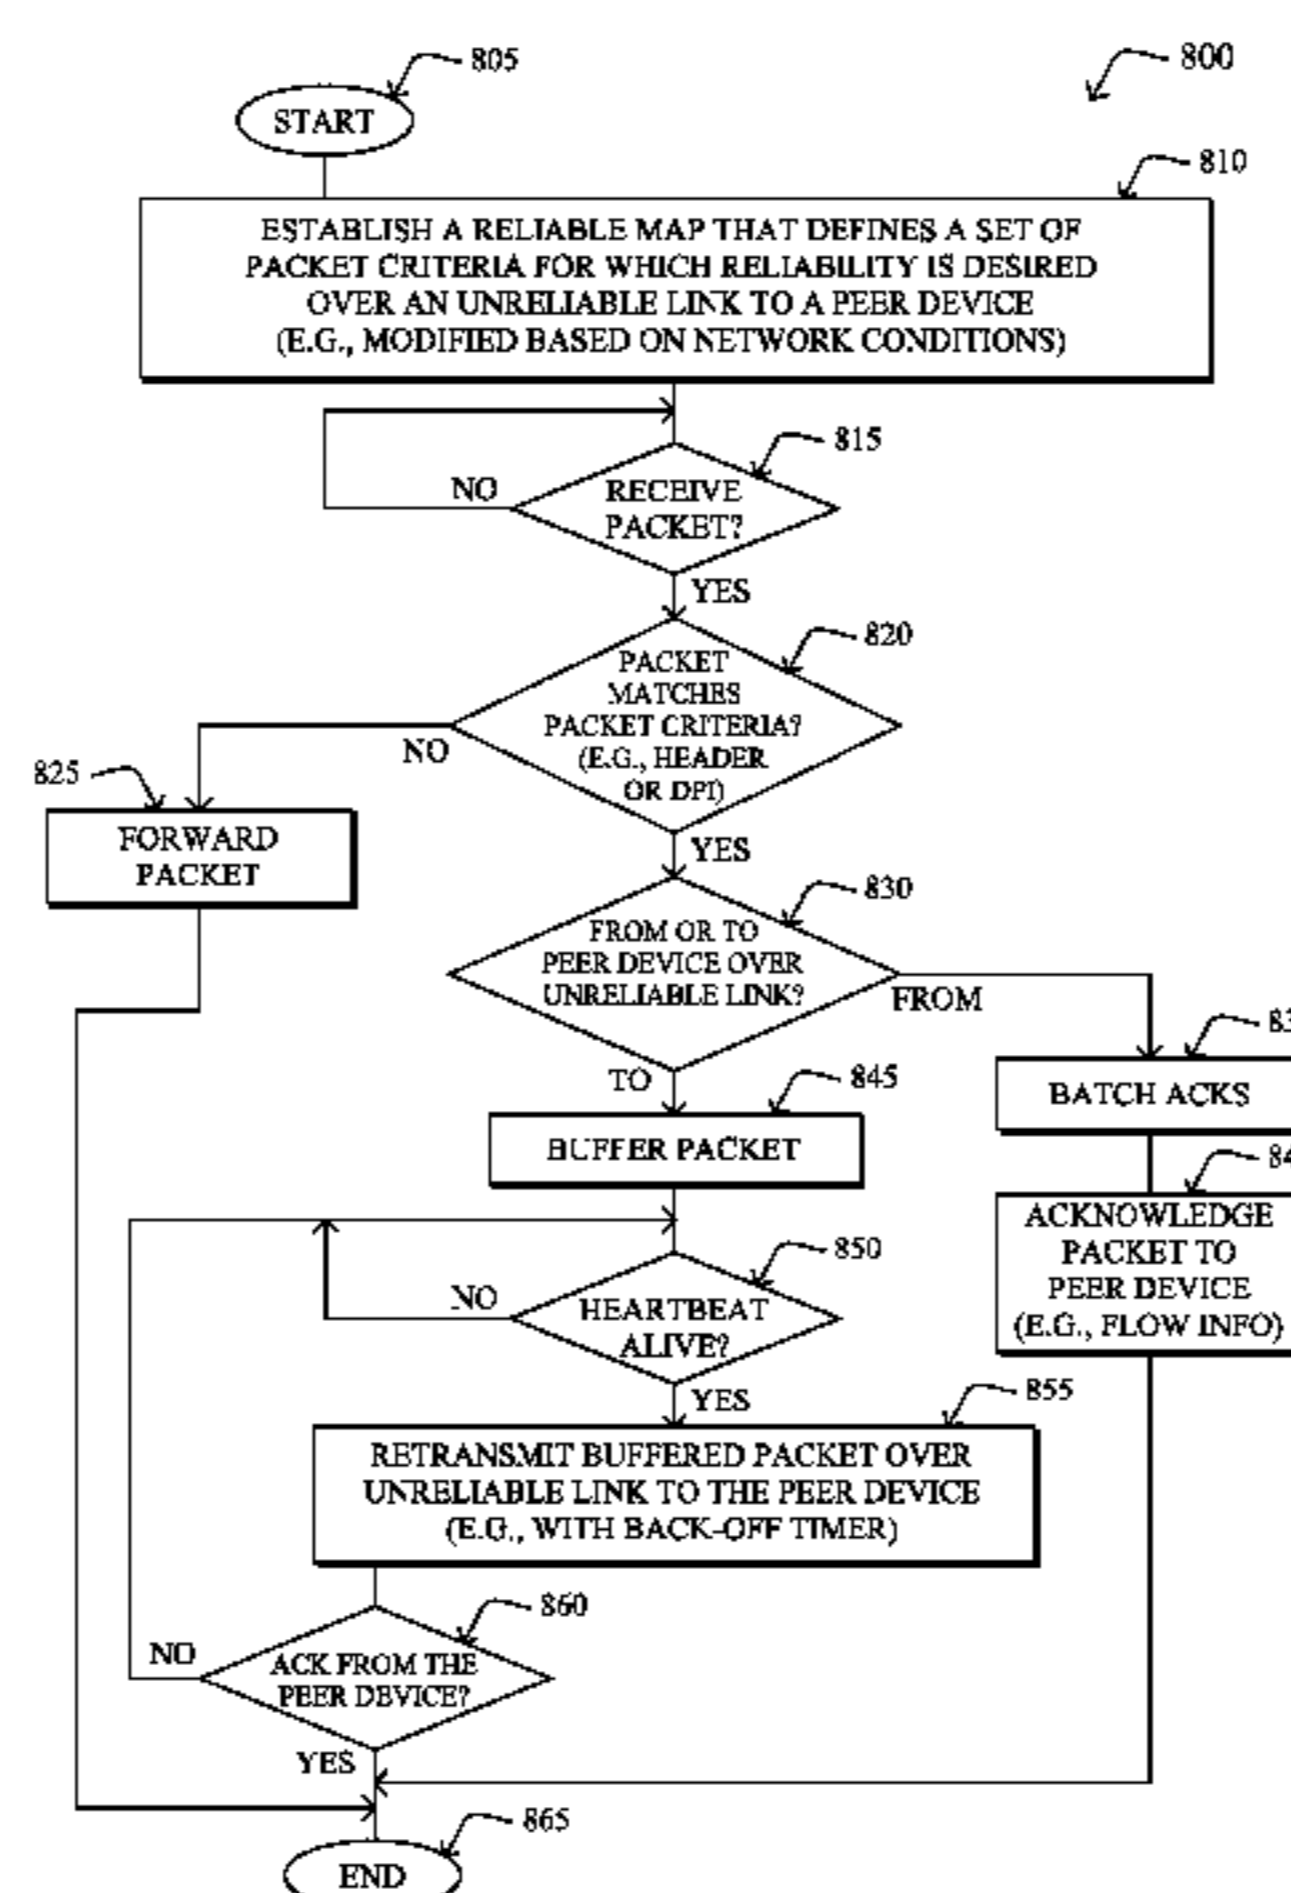 800
805
START
810
ESTABLISH A RELIABLE MAP THAT DEFINES A SET OF
PACKET CRITERIA FOR WHICH RELIABILITY IS DESIRED
OVER AN UNRELIABLE LINK TO A PEER DEVICE
(E.G., MODIFIED BASED ON NETWORK CONDITIONS)
815
RECEIVE
PACKET?
NO
YES
820
PACKET
MATCHES
PACKET CRITERIA?
(E.G., HEADER
OR DPI)
NO
825
FORWARD
PACKET
YES
830
FROM OR TO
PEER DEVICE OVER
UNRELIABLE LINK?
FROM
BATCH ACKS
ACKNOWLEDGE
PACKET TO
PEER DEVICE
(E.G., FLOW INFO)
TO
845
BUFFER PACKET
850
HEARTBEAT
ALIVE?
NO
YES
855
RETRANSMIT BUFFERED PACKET OVER
UNRELIABLE LINK TO THE PEER DEVICE
(E.G., WITH BACK-OFF TIMER)
860
ACK FROM THE
PEER DEVICE?
NO
YES
865
END